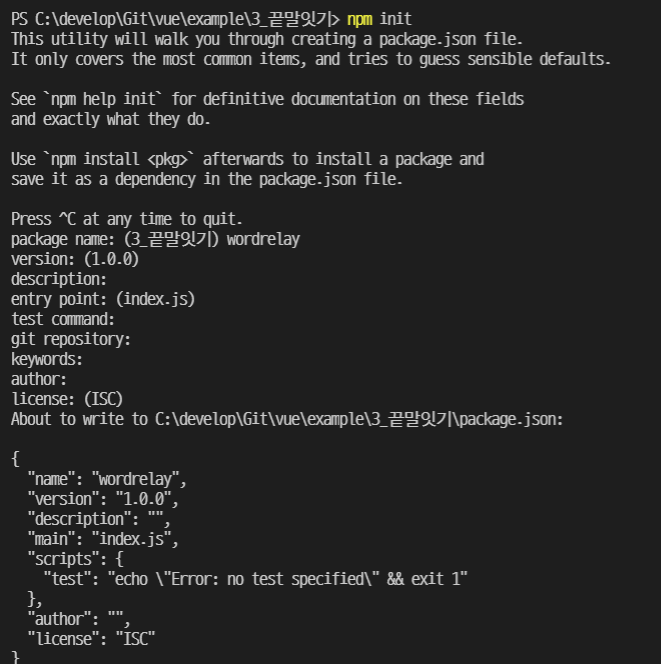 PS C:\develop\Git\vue\example\3_끝말잇기> npm init
This utility will walk you through creating a package.json file.
It only covers the most common items, and tries to guess sensible defaults.

See `npm help init` for definitive documentation on these fields
and exactly what they do.

Use `npm install <pkg>` afterwards to install a package and
save it as a dependency in the package.json file.

Press ^C at any time to quit.
package name: (3_끝말잇기) wordrelay
version: (1.0.0)
description:
entry point: (index.js)
test command:
git repository:
keywords:
author:
license: (ISC)
About to write to C:\develop\Git\vue\example\3_끝말잇기\package.json:

{
  "name": "wordrelay",
  "version": "1.0.0",
  "description": "",
  "main": "index.js",
  "scripts": {
    "test": "echo \"Error: no test specified\" && exit 1"
  },
  "author": "",
  "license": "ISC"
}